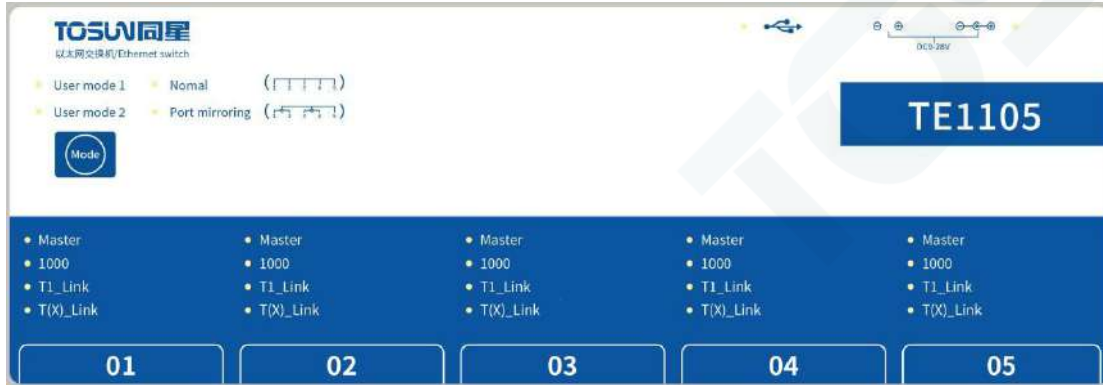 TOSUN同星
以太网交换机/Ethernet switch
User mode 1
Nomal
User mode 2
Port mirroring
Mode
DC9-28V
TE1105
Master
1000
T1_Link
T(X)_Link
Master
1000
T1_Link
T(X)_Link
Master
1000
T1_Link
T(X)_Link
Master
1000
T1_Link
T(X)_Link
Master
1000
T1_Link
T(X)_Link
01
02
03
04
05